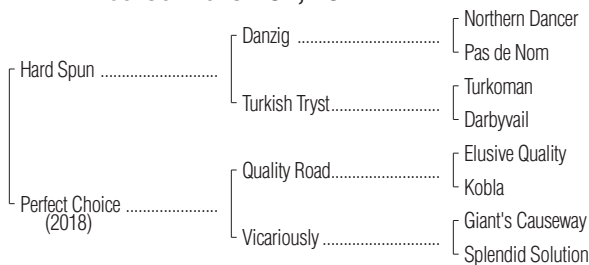 Northern Dancer
Danzig ........................................
Pas de Nom
Hard Spun .................................
Turkoman
Turkish Tryst...............................
Darbyvail
Elusive Quality
Quality Road...............................
Kobla
Perfect Choice ..........................
(2018)
Giant's Causeway
Vicariously .................................
Splendid Solution